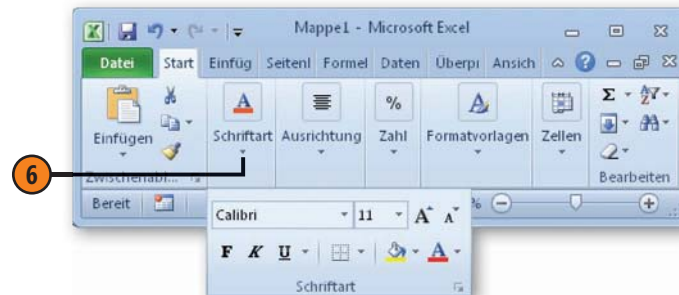 Mappe1 - Microsoft Excel
Datei Start Einfüg Seitenl Formel Daten Überpr Ansich
Einfügen Schriftart Ausrichtung Zahl Formatvorlagen Zellen
%
Zwischenabl... Bearbeiten
6
Bereit %
Calibri 11 A A
F K U A
Schriftart